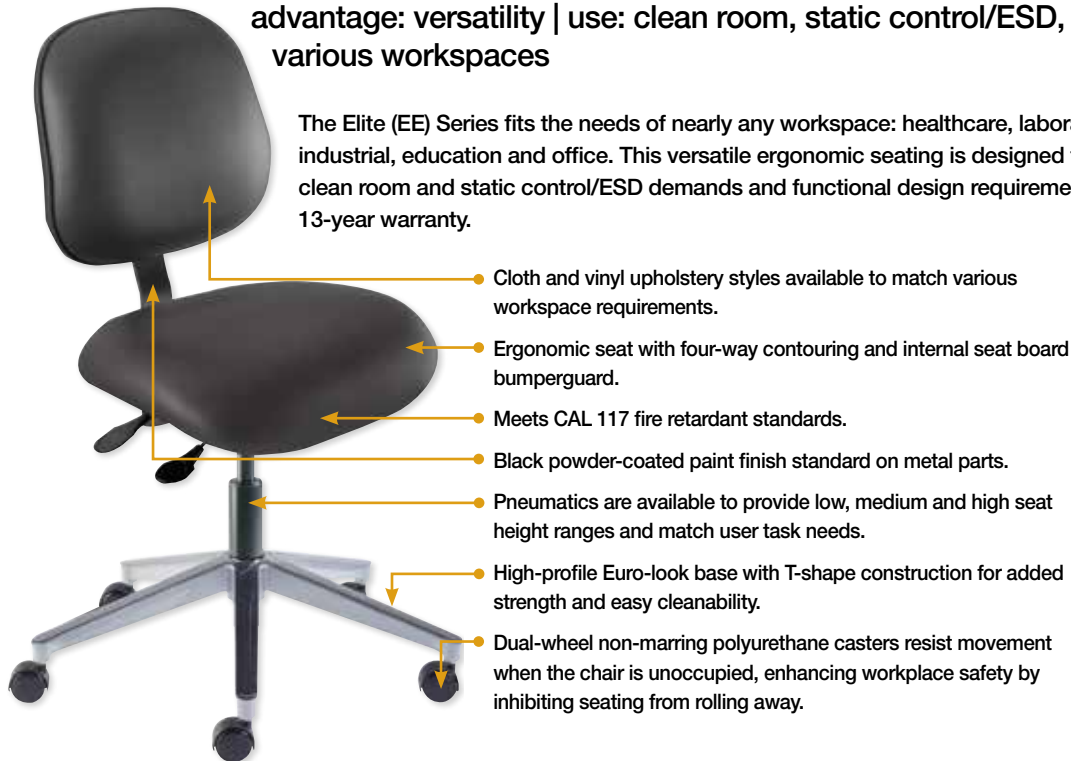 advantage: versatility | use: clean room, static control/ESD,
various workspaces
The Elite (EE) Series fits the needs of nearly any workspace: healthcare,
industrial, education and office. This versatile ergonomic seating is designed
clean room and static control/ESD demands and functional design
13-year warranty.
Cloth and vinyl upholstery styles available to match various
workspace requirements.
Ergonomic seat with four-way contouring and internal seat board
bumperguard.
Meets CAL 117 fire retardant standards.
Black powder-coated paint finish standard on metal parts.
Pneumatics are available to provide low, medium and high seat
height ranges and match user task needs.
High-profile Euro-look base with T-shape construction for added
strength and easy cleanability.
Dual-wheel non-marring polyurethane casters resist movement
when the chair is unoccupied, enhancing workplace safety by
inhibiting seating from rolling away.